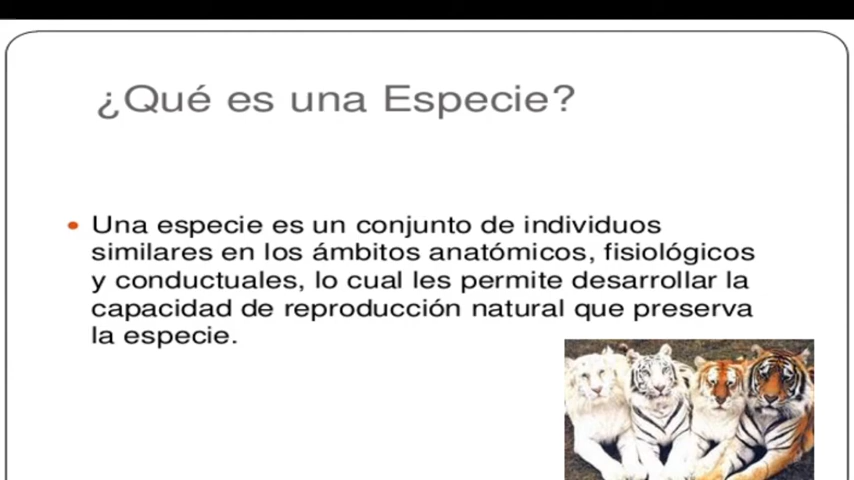 ¿Qué es una Especie?
Una especie es un conjunto de individuos
similares en los ámbitos anatómicos, fisiológicos
y conductuales, lo cual les permite desarrollar la
capacidad de reproducción natural que preserva
la especie.